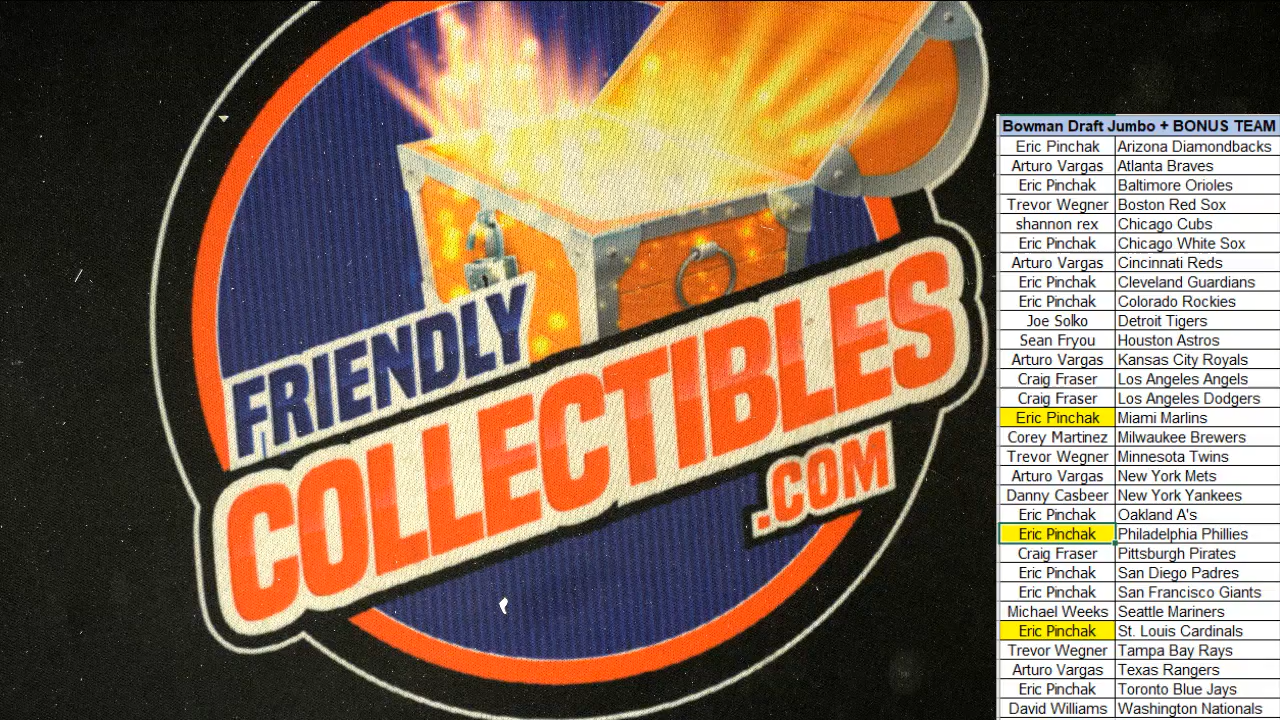 FRIENDLY
COLLECTIBLES
.COM
Bowman Draft Jumbo + BONUS TEAM
Eric Pinchak Arizona Diamondbacks
Arturo Vargas Atlanta Braves
Eric Pinchak Baltimore Orioles
Trevor Wegner Boston Red Sox
shannon rex Chicago Cubs
Eric Pinchak Chicago White Sox
Arturo Vargas Cincinnati Reds
Eric Pinchak Cleveland Guardians
Eric Pinchak Colorado Rockies
Joe Solko Detroit Tigers
Sean Fryou Houston Astros
Arturo Vargas Kansas City Royals
Craig Fraser Los Angeles Angels
Craig Fraser Los Angeles Dodgers
Eric Pinchak Miami Marlins
Corey Martinez Milwaukee Brewers
Trevor Wegner Minnesota Twins
Arturo Vargas New York Mets
Danny Casbeer New York Yankees
Eric Pinchak Oakland A's
Eric Pinchak Philadelphia Phillies
Craig Fraser Pittsburgh Pirates
Eric Pinchak San Diego Padres
Eric Pinchak San Francisco Giants
Michael Weeks Seattle Mariners
Eric Pinchak St. Louis Cardinals
Trevor Wegner Tampa Bay Rays
Arturo Vargas Texas Rangers
Eric Pinchak Toronto Blue Jays
David Williams Washington Nationals